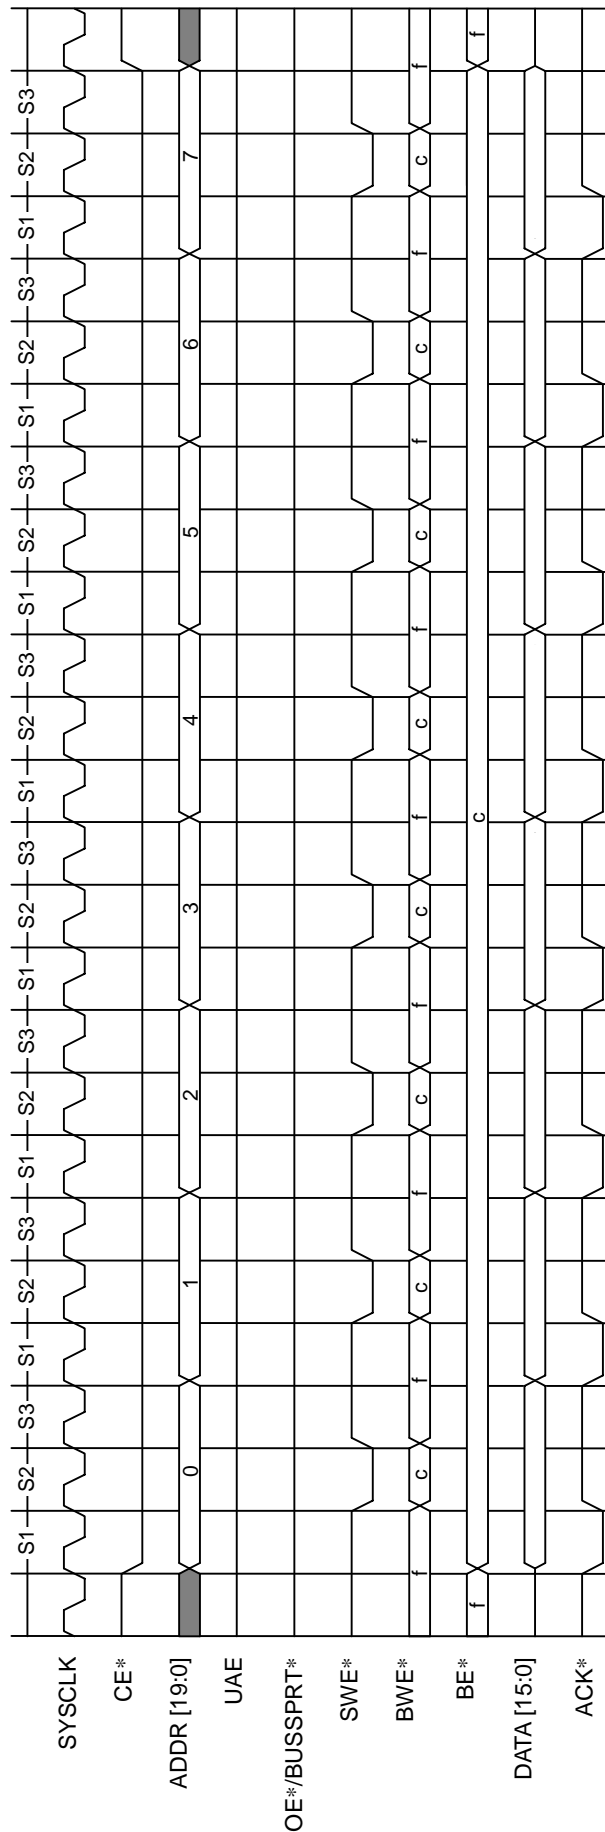 S1 S2 S3 S1 S2 S3 S1 S2 S3 S1 S2 S3 S1 S2 S3 S1 S2 S3 S1 S2 S3 S1 S2 S3
SYSCLK
CE*
ADDR [19:0] 0 1 2 3 4 5 6 7
UAE
OE*/BUSSPRT*
SWE*
BWE* f c f c f c f c f c f c f c f c f
BE* f c f
DATA [15:0]
ACK*